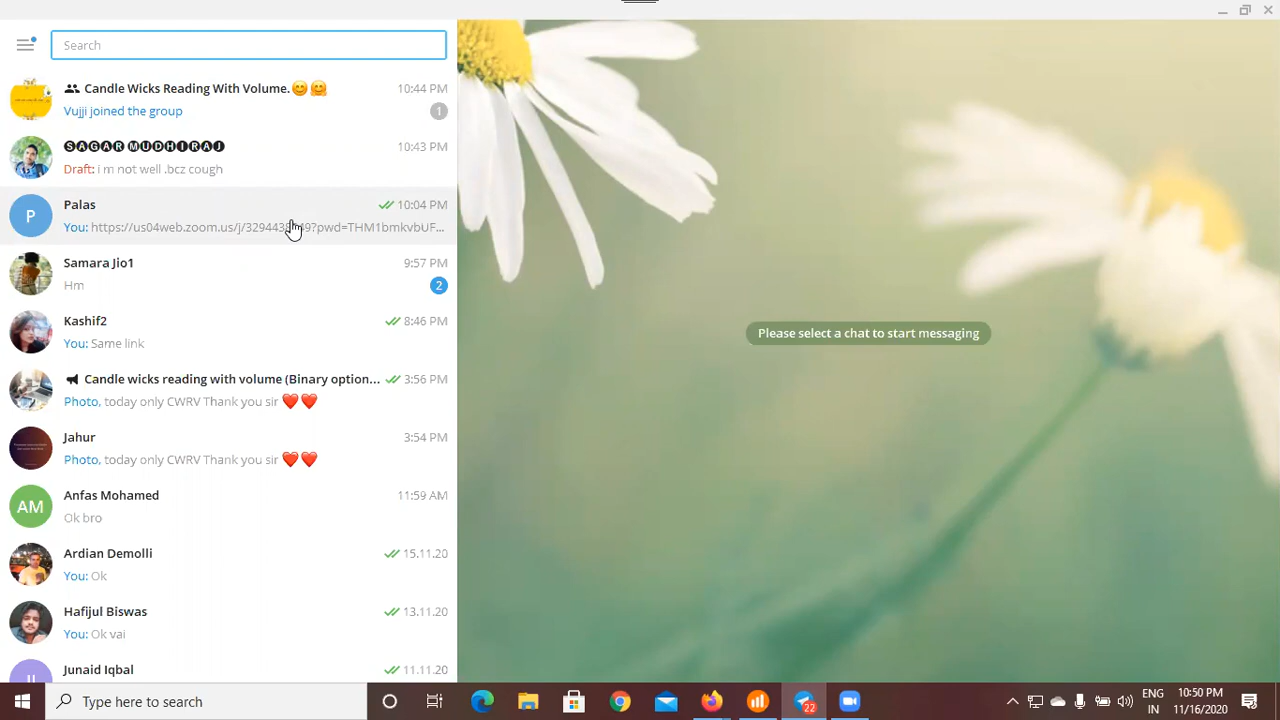 Search
Candle Wicks Reading With Volume.😊🤗 10:44 PM
Vujji joined the group 1
🅢🅐🅖🅐🅡 🅜🅤🅓🅗🅘🅡🅐🅙 10:43 PM
Draft: i m not well .bcz cough
Palas 10:04 PM
P
You: https://us04web.zoom.us/j/32944 49?pwd=THM1bmkvbUF...
Samara Jio1 9:57 PM
Hm 2
Kashif2 8:46 PM
You: Same link
Please select a chat to start messaging
Candle wicks reading with volume (Binary option... 3:56 PM
Photo, today only CWRV Thank you sir ❤️❤️
Jahur 3:54 PM
Photo, today only CWRV Thank you sir ❤️❤️
Anfas Mohamed 11:59 AM
AM
Ok bro
Ardian Demolli 15.11.20
You: Ok
Hafijul Biswas 13.11.20
You: Ok vai
Junaid Iqbal 11.11.20
Type here to search
22
ENG
IN
10:50 PM
11/16/2020